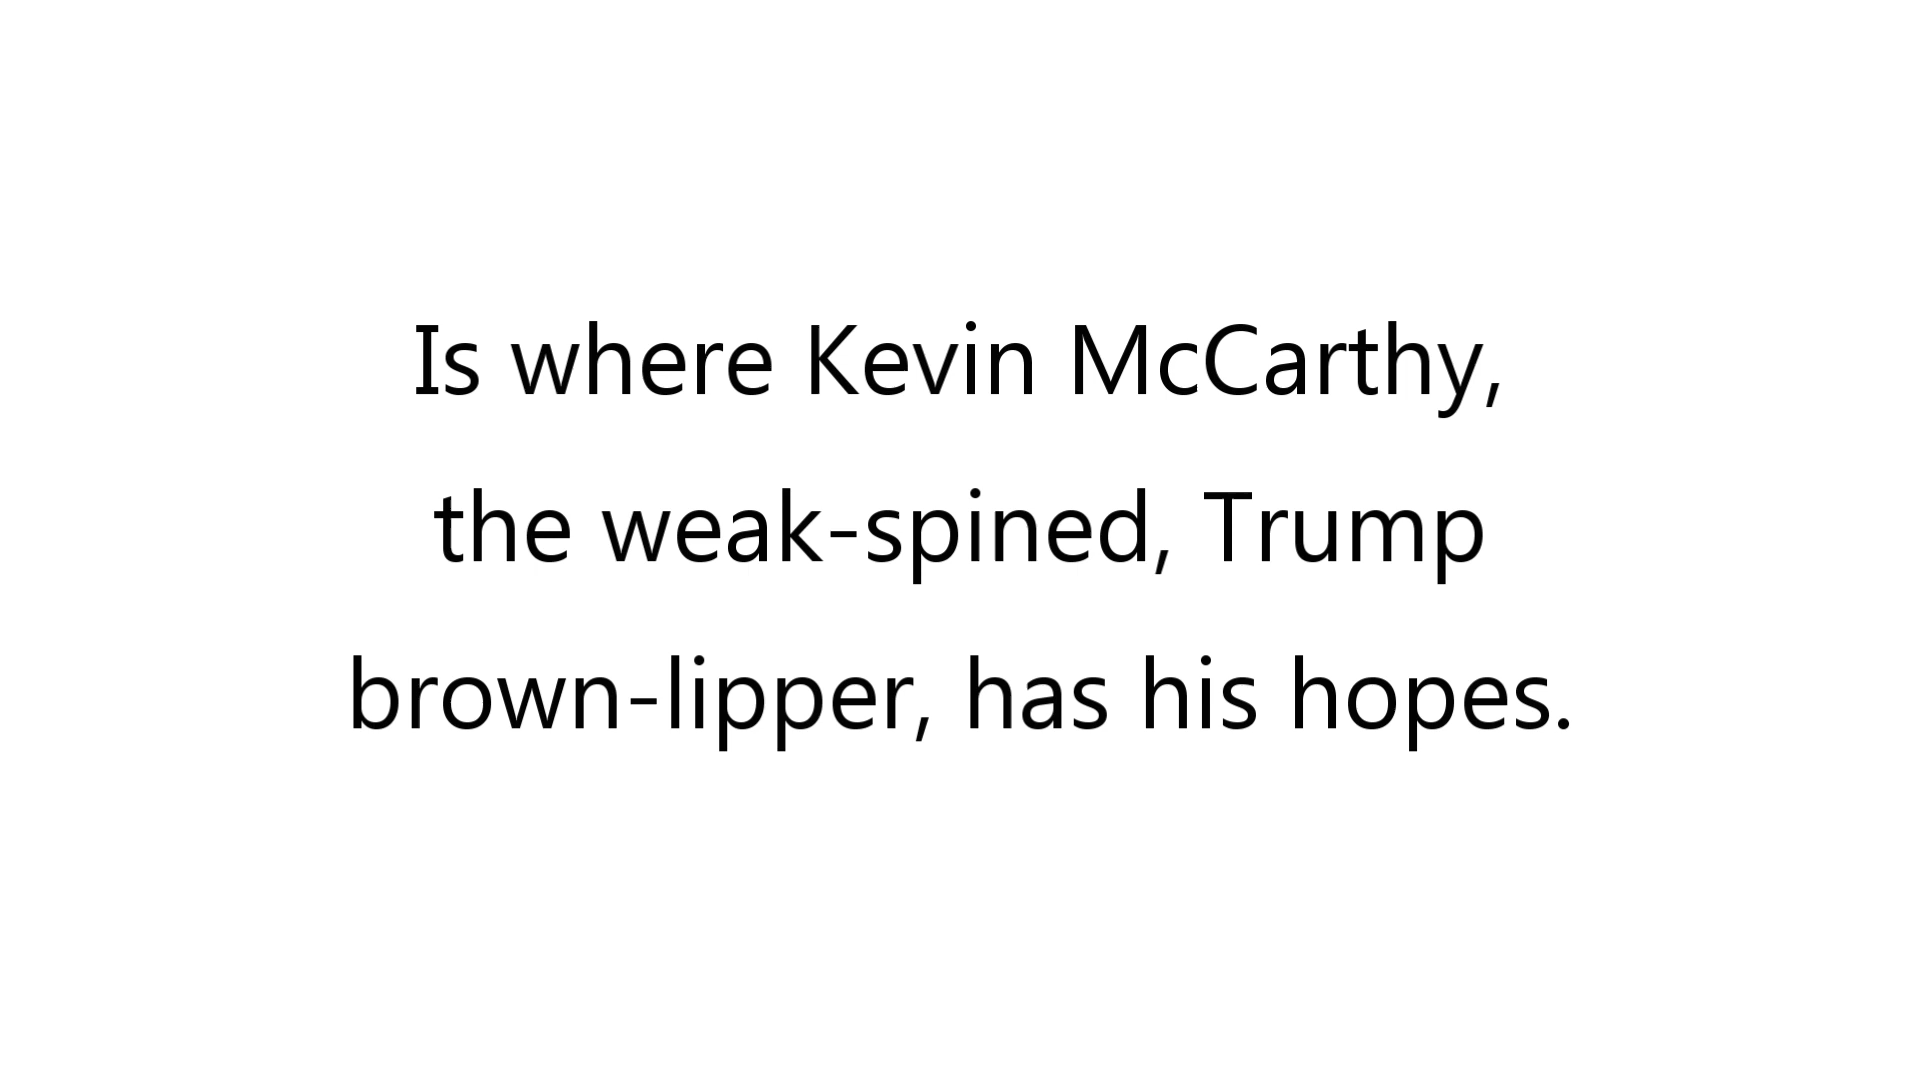 Is where Kevin McCarthy,
the weak-spined, Trump
brown-lipper, has his hopes.